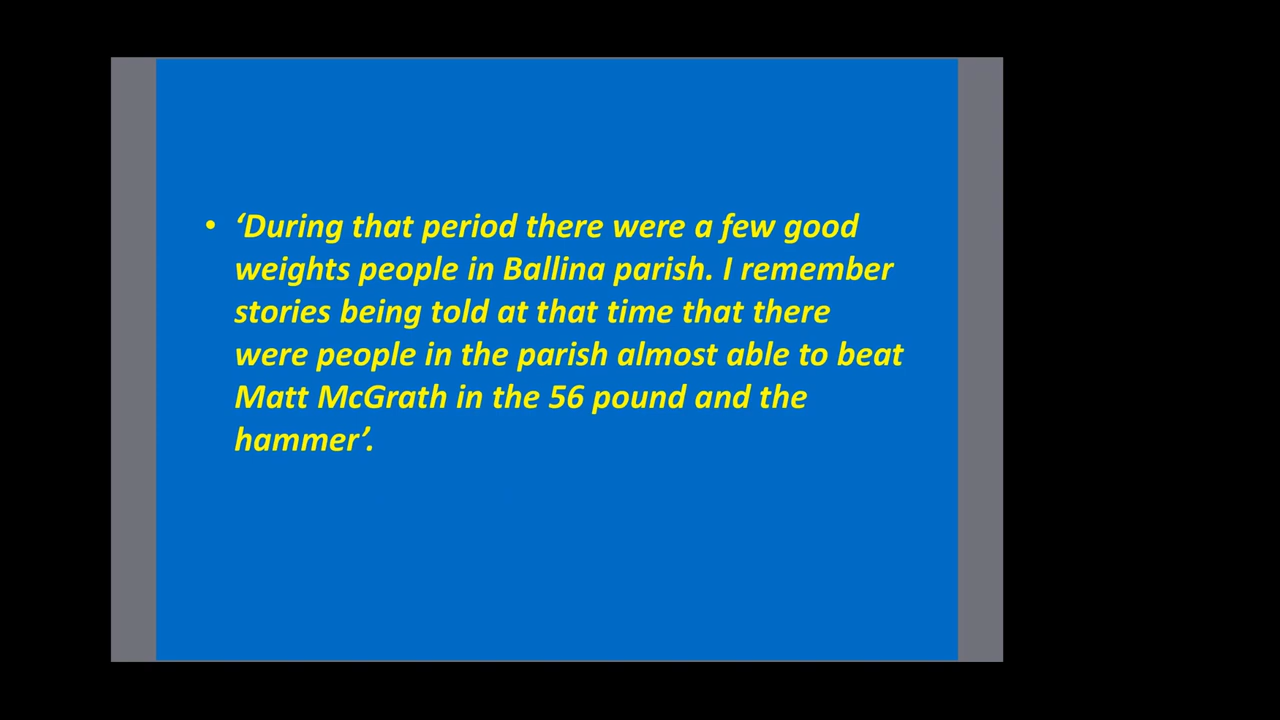 • ‘During that period there were a few good
weights people in Ballina parish. I remember
stories being told at that time that there
were people in the parish almost able to beat
Matt McGrath in the 56 pound and the
hammer’.